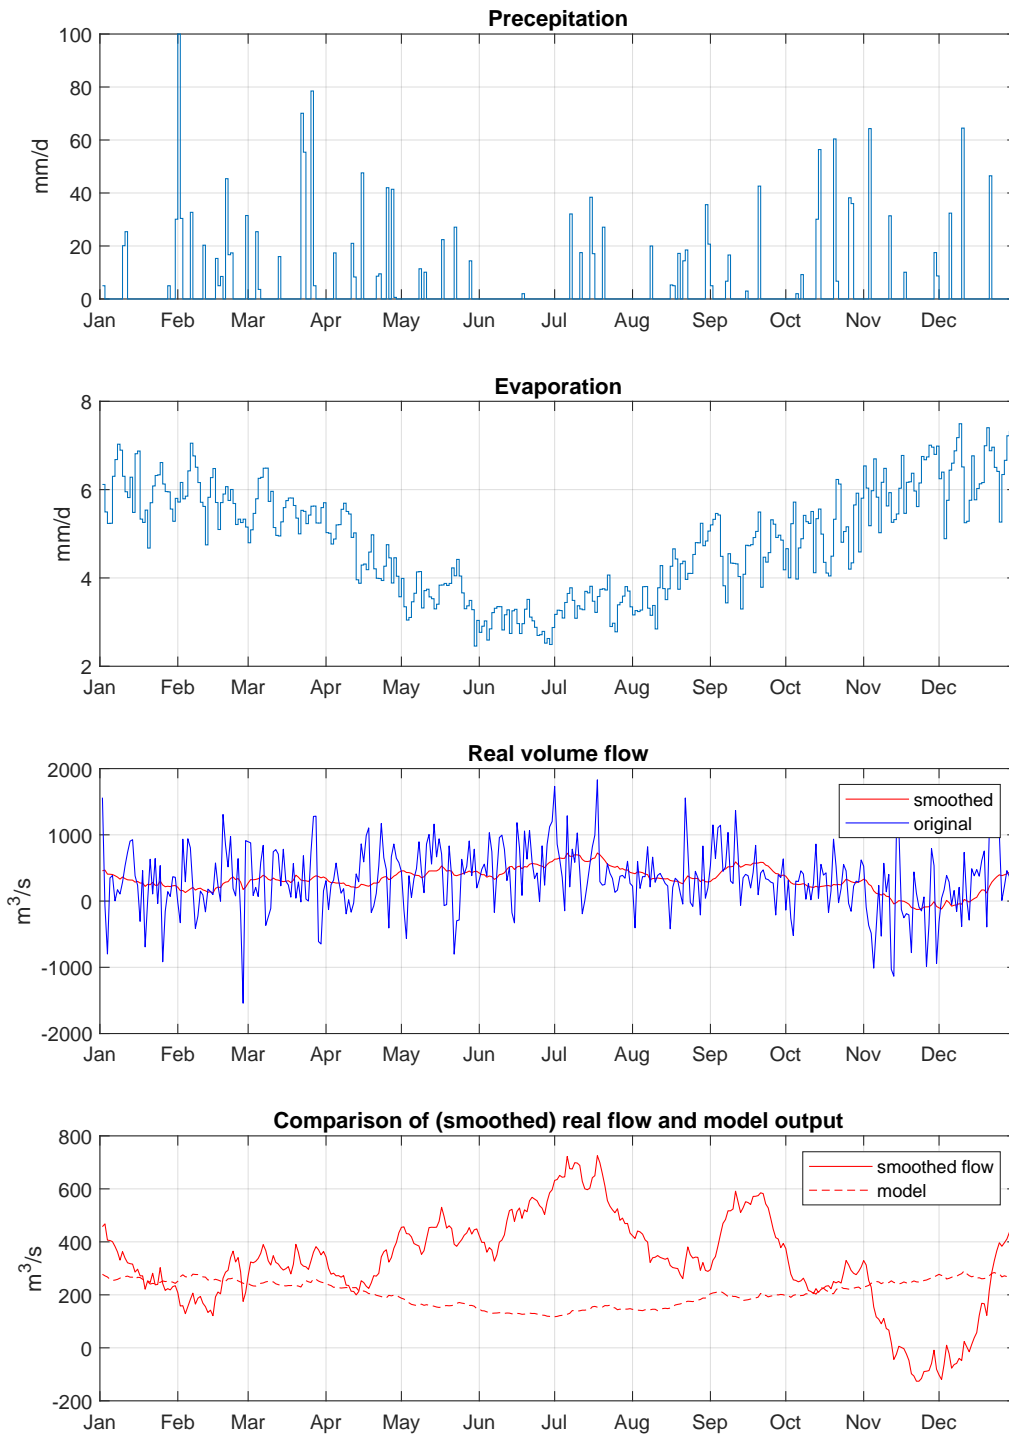 Precepitation
mm/d
100
80
60
40
20
0
Jan Feb Mar Apr May Jun Jul Aug Sep Oct Nov Dec
Evaporation
mm/d
8
6
4
2
Jan Feb Mar Apr May Jun Jul Aug Sep Oct Nov Dec
Real volume flow
m³/s
2000
1000
0
-1000
-2000
smoothed
original
Jan Feb Mar Apr May Jun Jul Aug Sep Oct Nov Dec
Comparison of (smoothed) real flow and model output
m³/s
800
600
400
200
0
-200
smoothed flow
model
Jan Feb Mar Apr May Jun Jul Aug Sep Oct Nov Dec